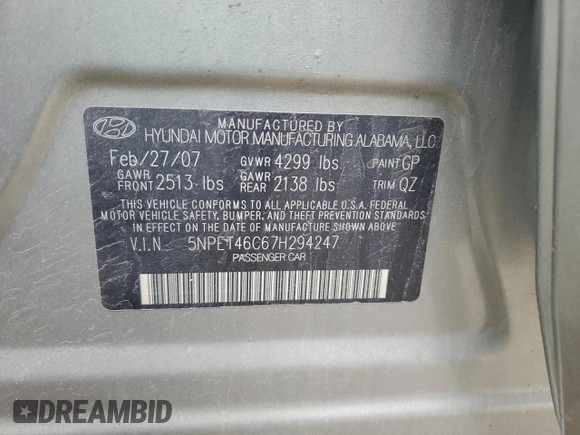 MANUFACTURED BY
HYUNDAI MOTOR MANUFACTURING ALABAMA, LLC
Feb/27/07 GVWR 4299 lbs PAINT GP
GAWR FRONT 2513 lbs GAWR REAR 2138 lbs TRIM QZ
THIS VEHICLE CONFORMS TO ALL APPLICABLE U.S.A. FEDERAL
MOTOR VEHICLE SAFETY, BUMPER, AND THEFT PREVENTION STANDARDS
IN EFFECT ON THE DATE OF MANUFACTURE SHOWN ABOVE
V.I.N. 5NPET46C67H294247
PASSENGER CAR
DREAMBID